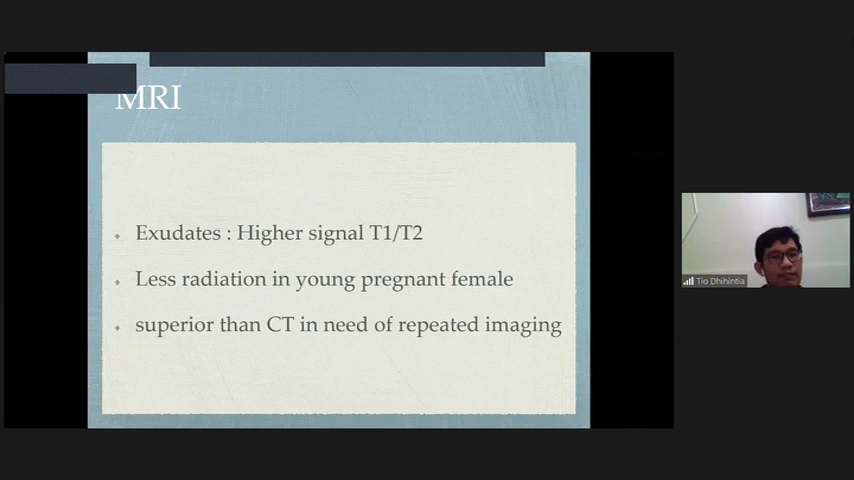 MRI
Exudates : Higher signal T1/T2
Less radiation in young pregnant female
superior than CT in need of repeated imaging
Tio Dhihintia